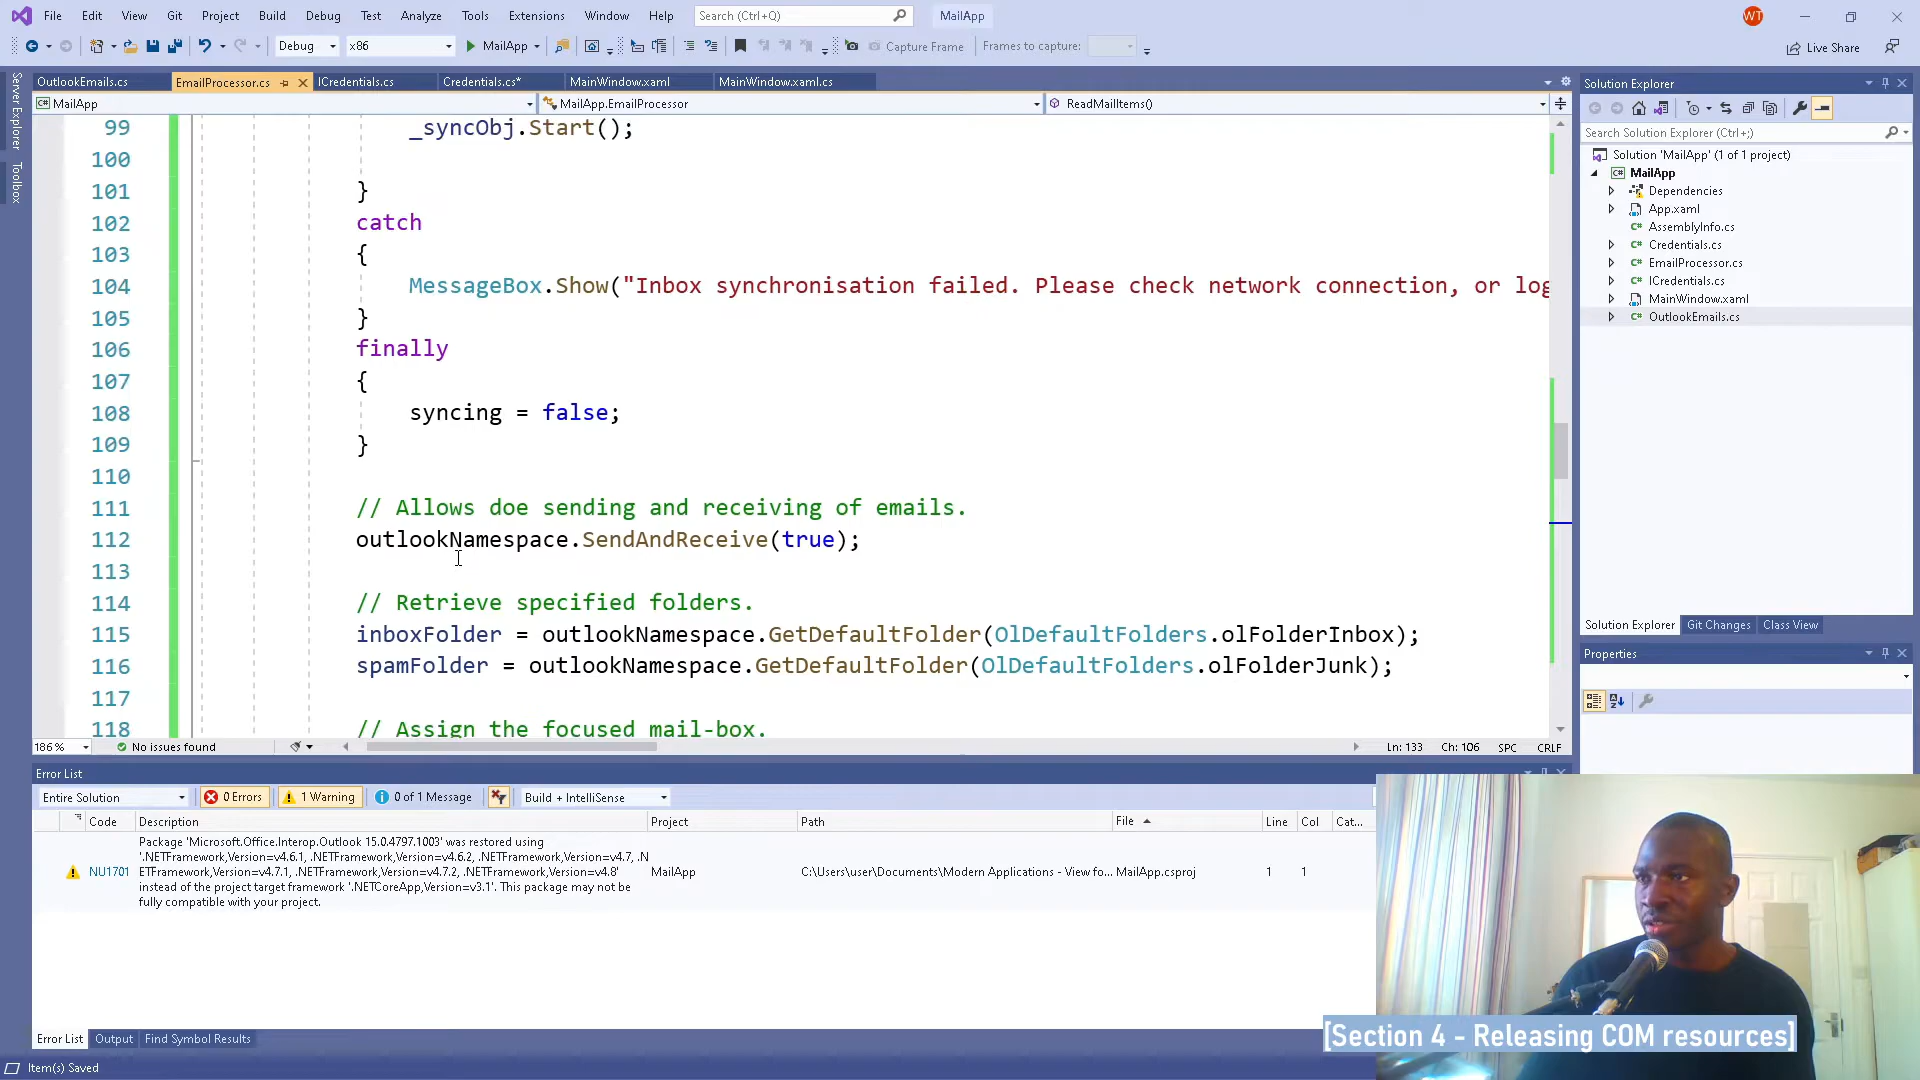 File Edit View Git Project Build Debug Test Analyze Tools Extensions Window Help Search (Ctrl+Q) MailApp WT
Debug x86 MailApp Capture Frame Frames to capture: Live Share
Server Explorer
Toolbox
OutlookEmails.cs EmailProcessor.cs ICredentials.cs Credentials.cs* MainWindow.xaml MainWindow.xaml.cs
MailApp MailApp.EmailProcessor ReadMailItems()
99 _syncObj.Start();
100
101 }
102 catch
103 {
104 MessageBox.Show("Inbox synchronisation failed. Please check network connection, or log
105 }
106 finally
107 {
108 syncing = false;
109 }
110
111 // Allows doe sending and receiving of emails.
112 outlookNamespace.SendAndReceive(true);
113
114 // Retrieve specified folders.
115 inboxFolder = outlookNamespace.GetDefaultFolder(OlDefaultFolders.olFolderInbox);
116 spamFolder = outlookNamespace.GetDefaultFolder(OlDefaultFolders.olFolderJunk);
117
118 // Assign the focused mail-box.
186 % No issues found Ln: 133 Ch: 106 SPC CRLF
Solution Explorer
Search Solution Explorer (Ctrl+;)
Solution 'MailApp' (1 of 1 project)
MailApp
Dependencies
App.xaml
AssemblyInfo.cs
Credentials.cs
EmailProcessor.cs
ICredentials.cs
MainWindow.xaml
OutlookEmails.cs
Solution Explorer Git Changes Class View
Properties
Error List
Entire Solution 0 Errors 1 Warning 0 of 1 Message Build + IntelliSense
Code Description Project Path File Line Col Cat...
NU1701 Package 'Microsoft.Office.Interop.Outlook 15.0.4797.1003' was restored using
'.NETFramework,Version=v4.6.1, .NETFramework,Version=v4.6.2, .NETFramework,Version=v4.7, .N
ETFramework,Version=v4.7.1, .NETFramework,Version=v4.7.2, .NETFramework,Version=v4.8'
instead of the project target framework '.NETCoreApp,Version=v3.1'. This package may not be
fully compatible with your project.
MailApp C:\Users\user\Documents\Modern Applications - View fo... MailApp.csproj 1 1
Error List Output Find Symbol Results
Item(s) Saved
[Section 4 - Releasing COM resources]